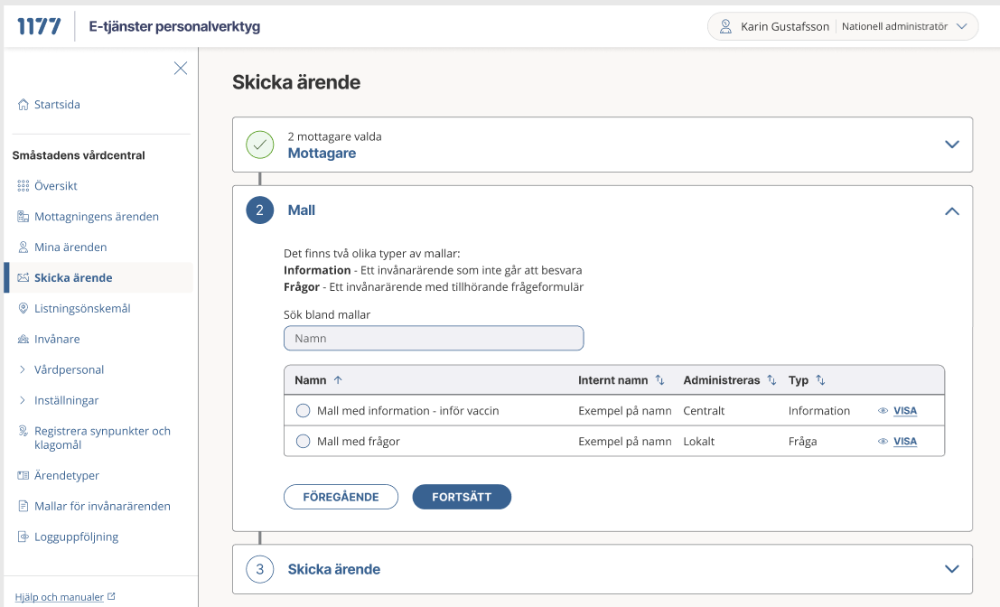 1177
E-tjänster personalverktyg
Karin Gustafsson
Nationell administratör
Startsida
Småstadens vårdcentral
Översikt
Mottagningens ärenden
Mina ärenden
Skicka ärende
Listningsönskemål
Invånare
Vårdpersonal
Inställningar
Registrera synpunkter och
klagomål
Ärendetyper
Mallar för invånarärenden
Logguppföljning
Hjälp och manualer
Skicka ärende
2 mottagare valda
Mottagare
2 Mall
Det finns två olika typer av mallar:
Information - Ett invånarärende som inte går att besvara
Frågor - Ett invånarärende med tillhörande frågeformulär
Sök bland mallar
Namn
Namn Internt namn Administreras Typ
Mall med information - inför vaccin Exempel på namn Centralt Information VISA
Mall med frågor Exempel på namn Lokalt Fråga VISA
FÖREGÅENDE FORTSÄTT
3 Skicka ärende